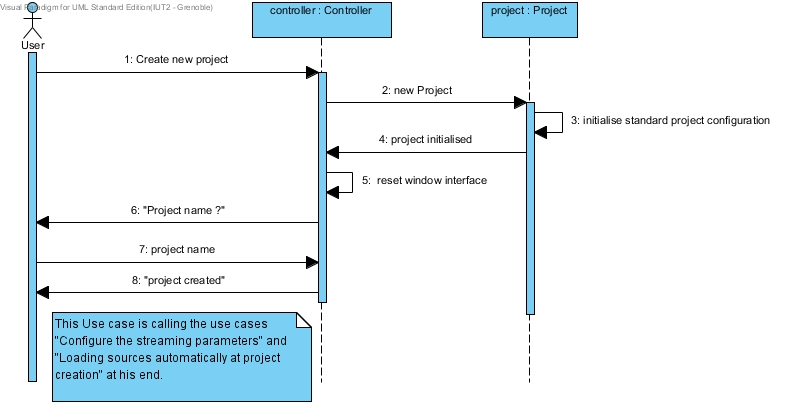 Visual Paradigm for UML Standard Edition(IUT2 - Grenoble)
controller : Controller
project : Project
User
1: Create new project
2: new Project
3: initialise standard project configuration
4: project initialised
5: reset window interface
6: "Project name ?"
7: project name
8: "project created"
This Use case is calling the use cases
"Configure the streaming parameters" and
"Loading sources automatically at project
creation" at his end.